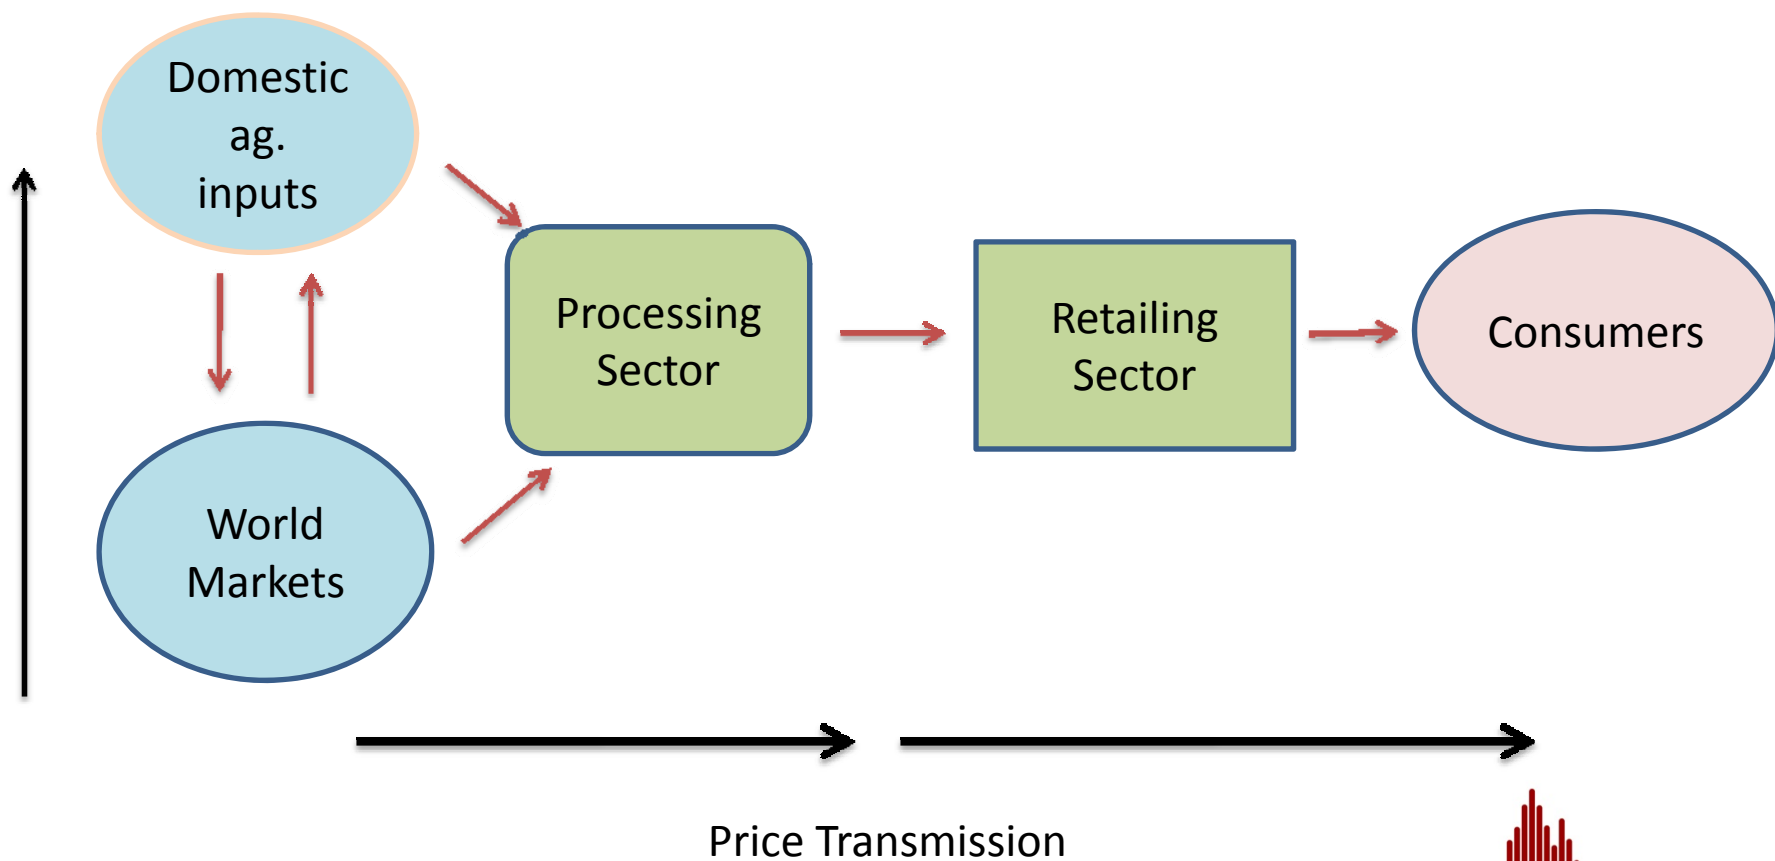 Domestic
ag.
inputs
Processing
Sector
Retailing
Sector
Consumers
World
Markets
Price Transmission